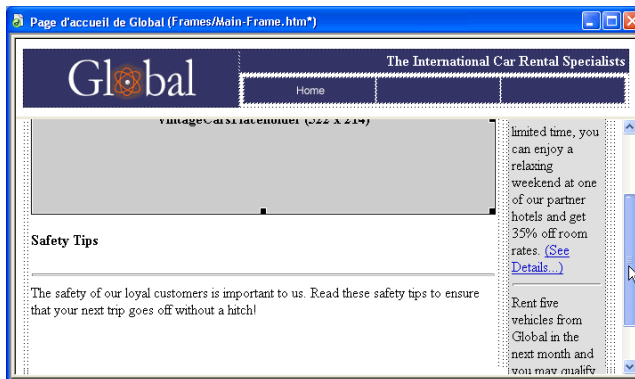 Page d'accueil de Global (Frames/Main-Frame.htm*)
Global
The International Car Rental Specialists
Home
VintageCarsPlaceholder (522 x 214)
Safety Tips
The safety of our loyal customers is important to us. Read these safety tips to ensure
that your next trip goes off without a hitch!
limited time, you
can enjoy a
relaxing
weekend at one
of our partner
hotels and get
35% off room
rates. (See
Details...)
Rent five
vehicles from
Global in the
next month and
you may qualify